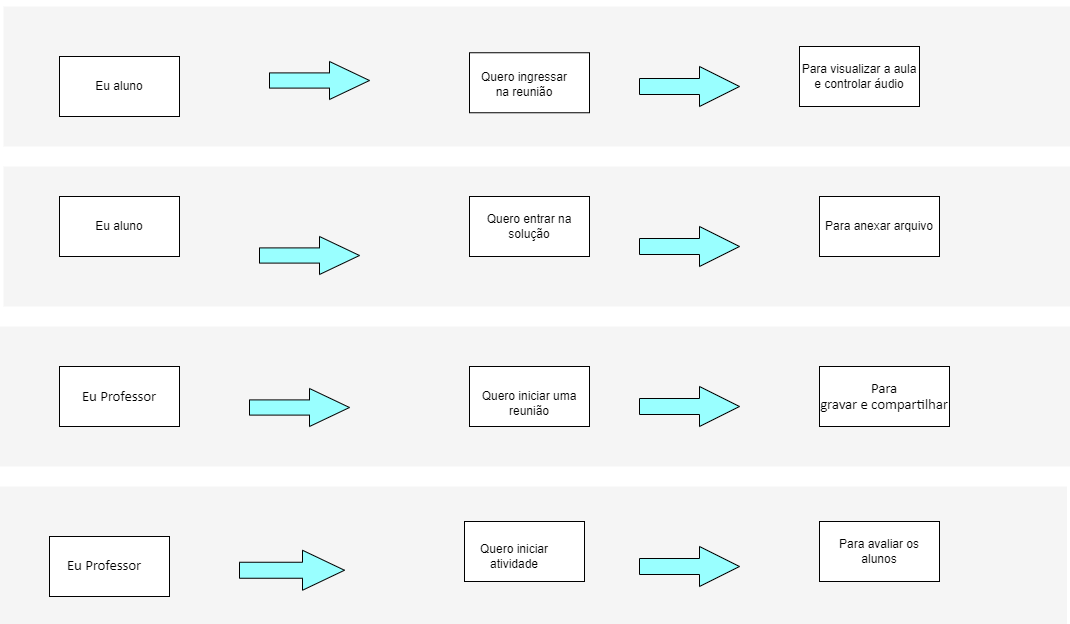 Eu aluno
Quero ingressar
na reunião
Para visualizar a aula
e controlar áudio
Eu aluno
Quero entrar na
solução
Para anexar arquivo
Eu Professor
Quero iniciar uma
reunião
Para
gravar e compartilhar
Eu Professor
Quero iniciar
atividade
Para avaliar os
alunos